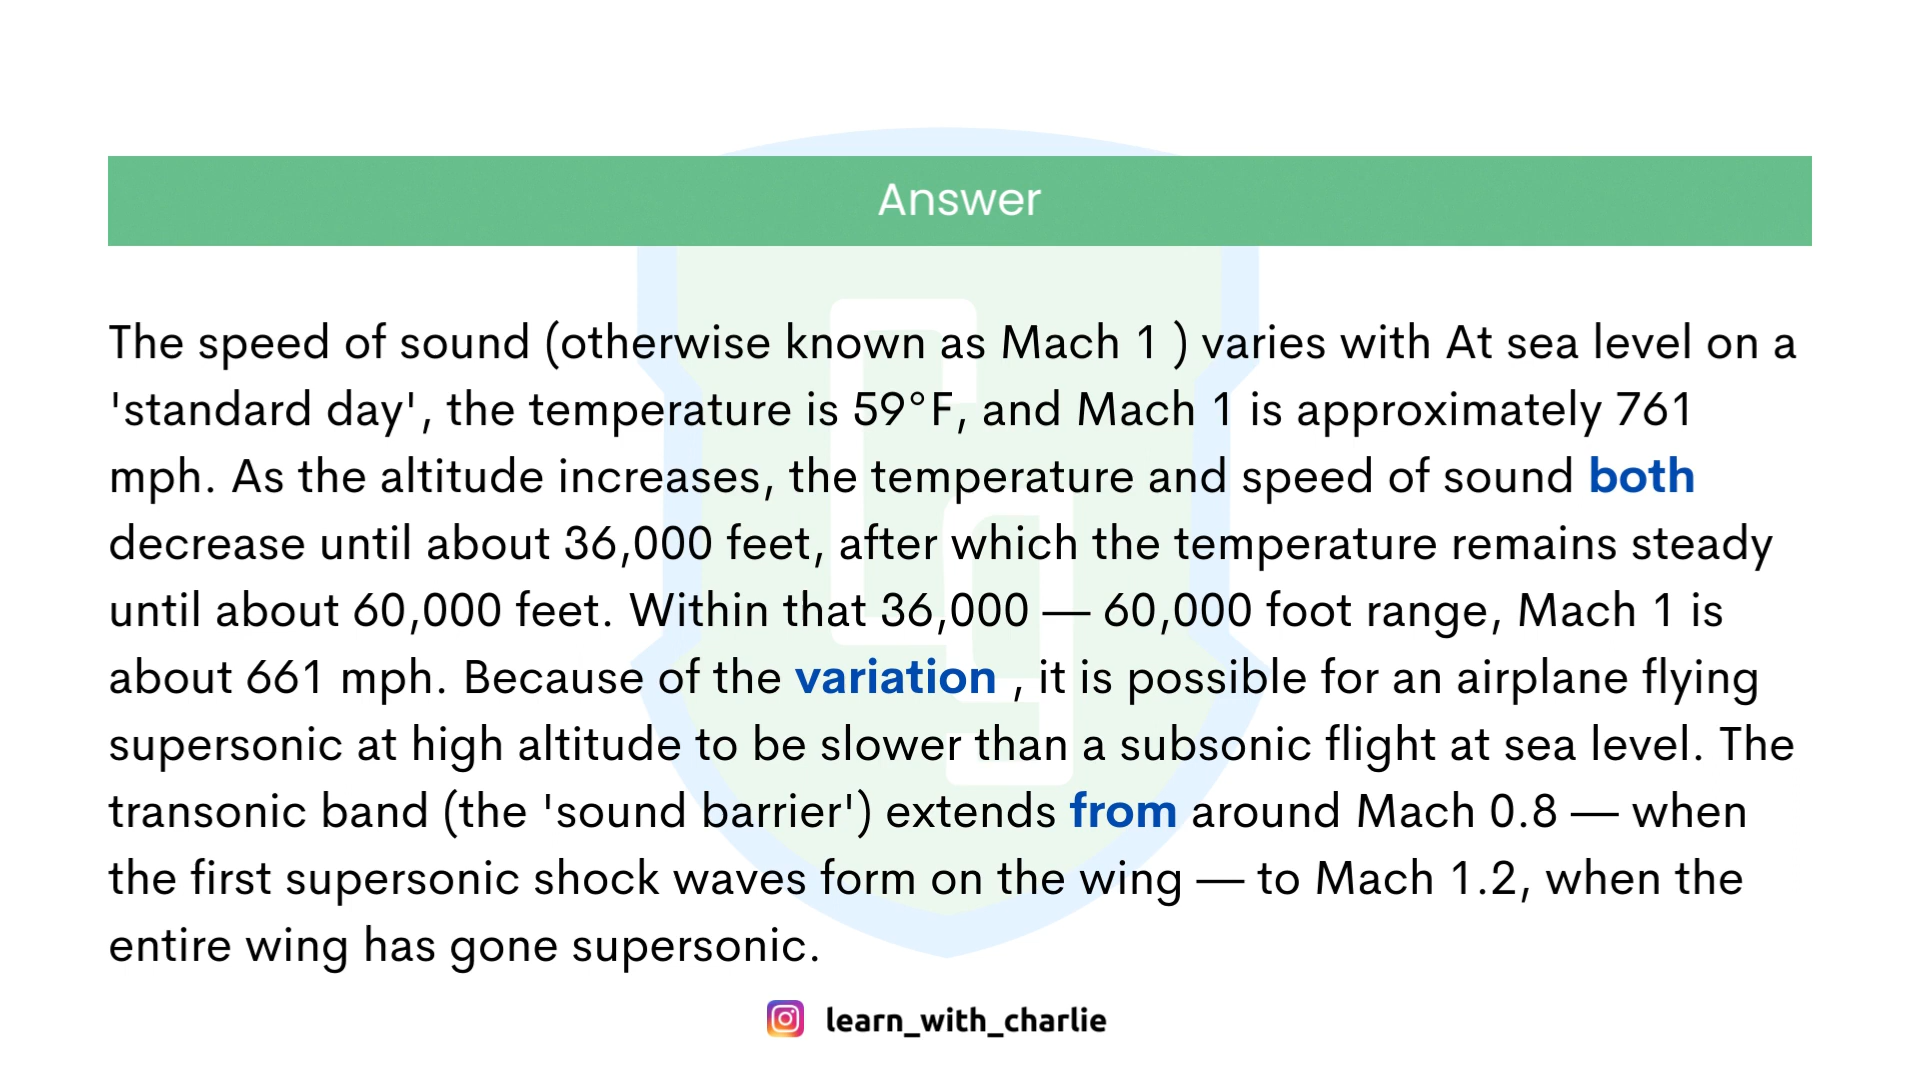 Answer
The speed of sound (otherwise known as Mach 1 ) varies with At sea level on a
'standard day', the temperature is 59°F, and Mach 1 is approximately 761
mph. As the altitude increases, the temperature and speed of sound both
decrease until about 36,000 feet, after which the temperature remains steady
until about 60,000 feet. Within that 36,000 — 60,000 foot range, Mach 1 is
about 661 mph. Because of the variation , it is possible for an airplane flying
supersonic at high altitude to be slower than a subsonic flight at sea level. The
transonic band (the 'sound barrier') extends from around Mach 0.8 — when
the first supersonic shock waves form on the wing — to Mach 1.2, when the
entire wing has gone supersonic.
learn_with_charlie